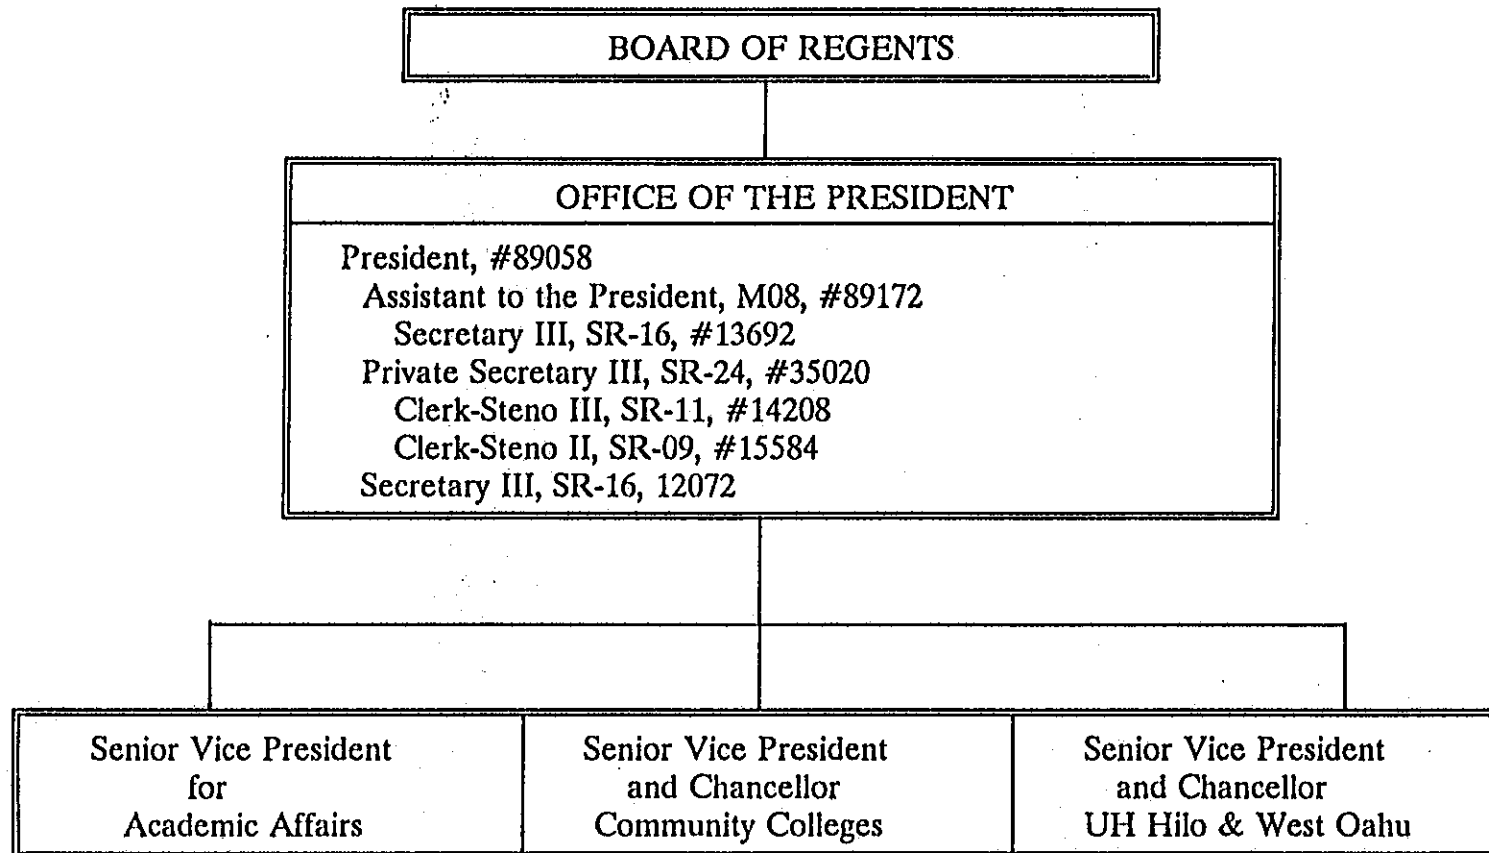 BOARD OF REGENTS
OFFICE OF THE PRESIDENT
President, #89058
Assistant to the President, M08, #89172
Secretary III, SR-16, #13692
Private Secretary III, SR-24, #35020
Clerk-Steno III, SR-11, #14208
Clerk-Steno II, SR-09, #15584
Secretary III, SR-16, 12072
Senior Vice President
for
Academic Affairs
Senior Vice President
and Chancellor
Community Colleges
Senior Vice President
and Chancellor
UH Hilo & West Oahu